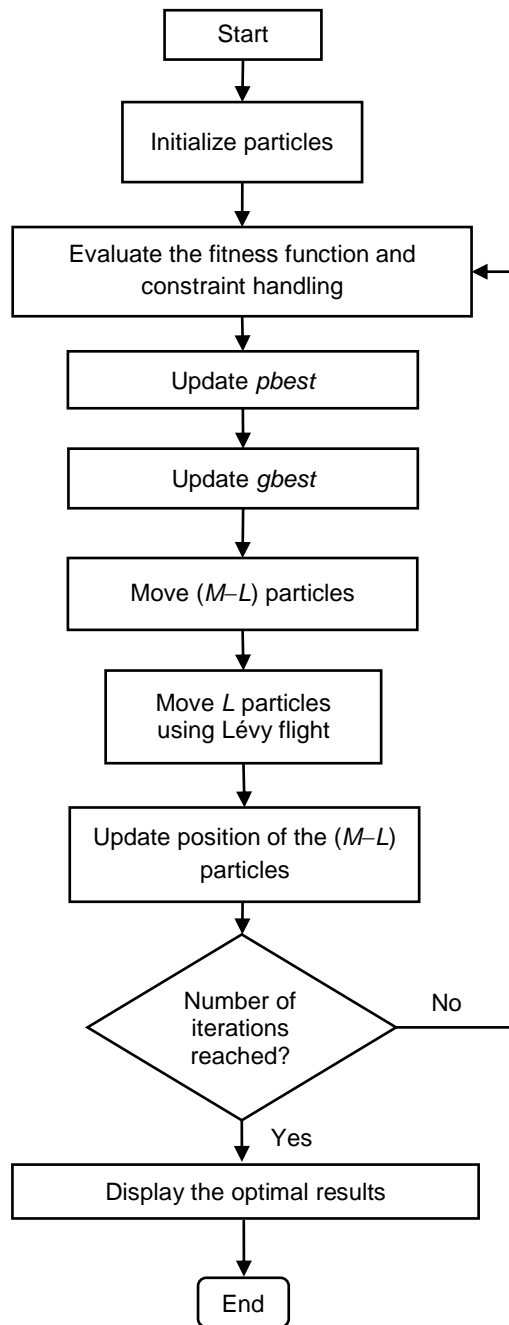 Start
Initialize particles
Evaluate the fitness function and
constraint handling
Update pbest
Update gbest
Move (M–L) particles
Move L particles
using Lévy flight
Update position of the (M–L)
particles
Number of
iterations
reached?
No
Yes
Display the optimal results
End